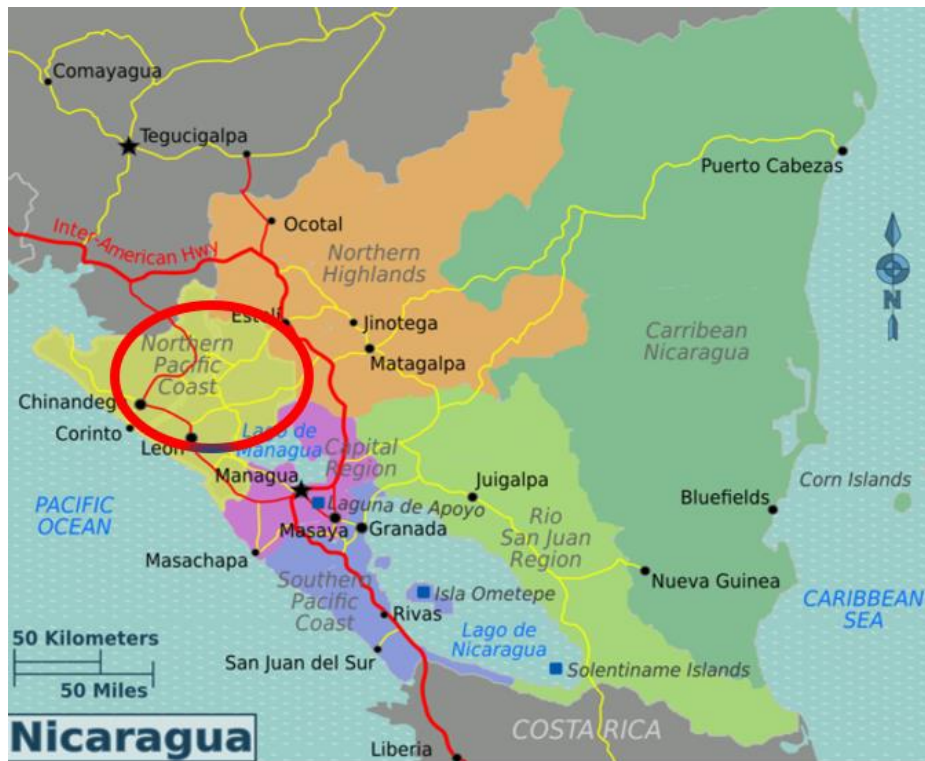 Comayagua
Tegucigalpa
Puerto Cabezas
Ocotal
Inter-American Hwy
Northern
Highlands
N
Estelí
Jinotega
Northern
Pacific
Coast
Carribean
Nicaragua
Matagalpa
Chinandeg
Corinto
León
Lago de
Managua
Capital
Region
Managua
Juigalpa
Corn Islands
PACIFIC
OCEAN
Laguna de Apoyo
Bluefields
Masaya
Granada
Rio
San Juan
Region
Masachapa
Southern
Pacific
Coast
Nueva Guinea
Isla Ometepe
CARIBBEAN
SEA
Rivas
Lago de
Nicaragua
50 Kilometers
50 Miles
San Juan del Sur
Solentiname Islands
COSTA RICA
Nicaragua
Liberia